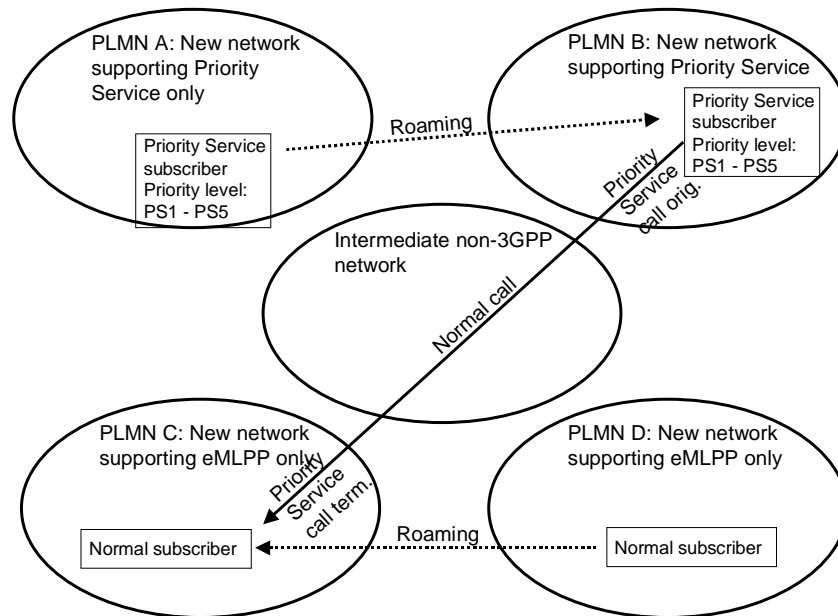 PLMN A: New network
supporting Priority
Service only
Priority Service
subscriber
Priority level:
PS1 - PS5
Roaming
PLMN B: New network
supporting Priority Service
Priority Service
subscriber
Priority level:
PS1 - PS5
Priority
Service
call orig.
Intermediate non-3GPP
network
Normal call
PLMN C: New network
supporting eMLPP only
Priority
Service
call term.
Normal subscriber
Roaming
PLMN D: New network
supporting eMLPP only
Normal subscriber